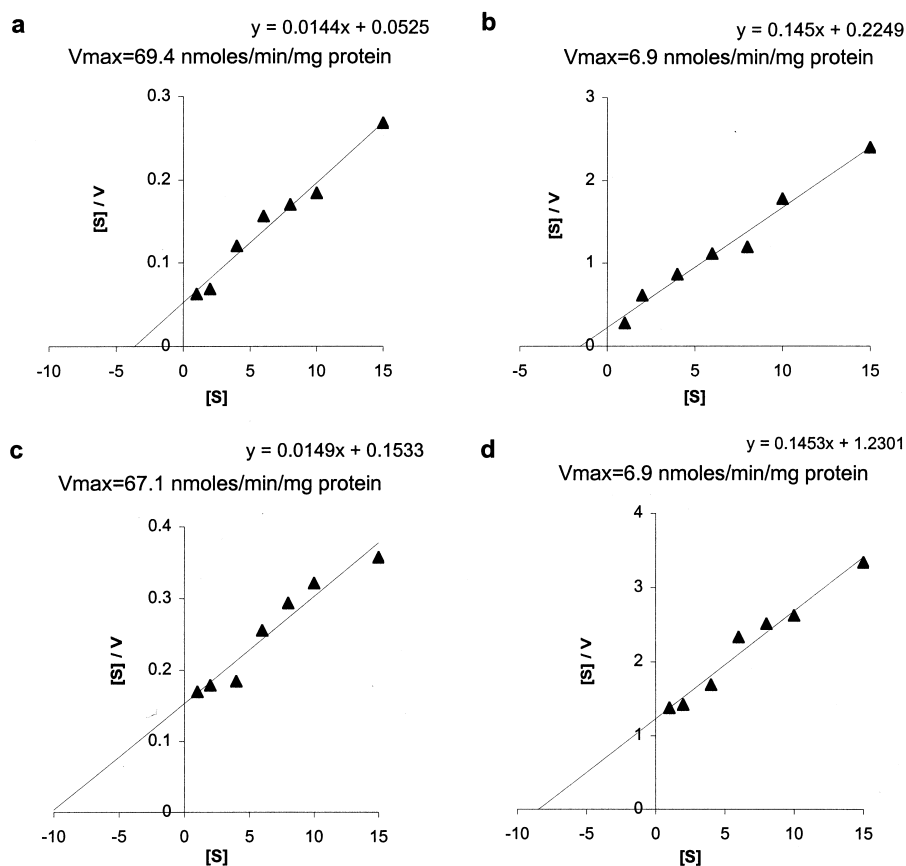 a
y = 0.0144x + 0.0525
Vmax=69.4 nmoles/min/mg protein
0.3
0.2
0.1
0
-10 -5 0 5 10 15
[S] / V
[S]
b
y = 0.145x + 0.2249
Vmax=6.9 nmoles/min/mg protein
3
2
1
0
-5 0 5 10 15
[S] / V
[S]
c
y = 0.0149x + 0.1533
Vmax=67.1 nmoles/min/mg protein
0.4
0.3
0.2
0.1
0
-10 -5 0 5 10 15
[S] / V
[S]
d
y = 0.1453x + 1.2301
Vmax=6.9 nmoles/min/mg protein
4
3
2
1
0
-10 -5 0 5 10 15
[S] / V
[S]